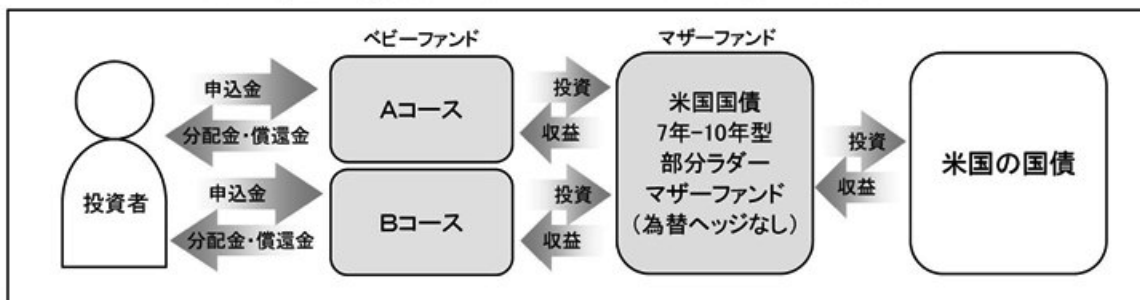 ベビーファンド
マザーファンド
申込金
分配金・償還金
投資者
申込金
分配金・償還金
Aコース
Bコース
投資
収益
投資
収益
米国国債
7年-10年型
部分ラダー
マザーファンド
(為替ヘッジなし)
投資
収益
米国の国債